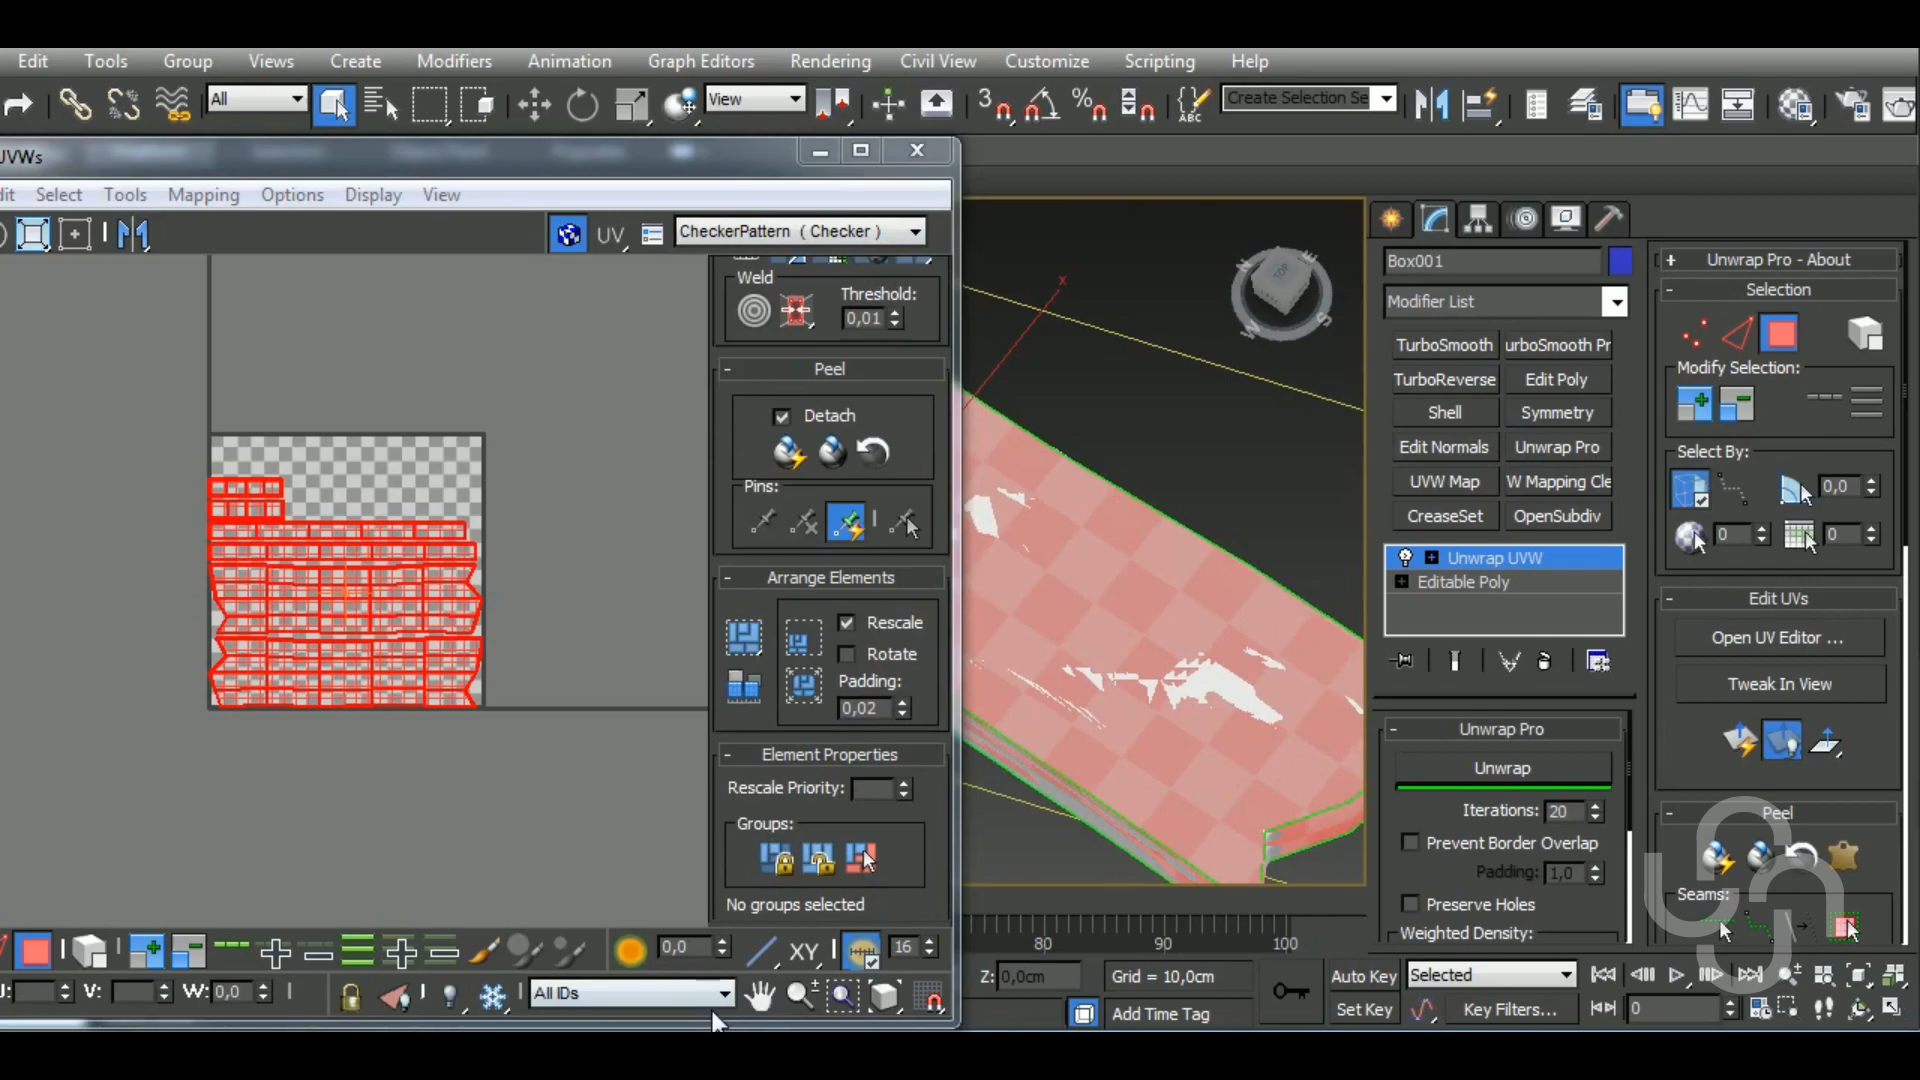 Edit Tools Group Views Create Modifiers Animation Graph Editors Rendering Civil View Customize Scripting Help
All View 3 % ABC Create Selection Se
UVWs
dit Select Tools Mapping Options Display View
UV CheckerPattern ( Checker )
Weld
Threshold:
0,01
- Peel
Detach
Pins:
- Arrange Elements
Rescale
Rotate
Padding:
0,02
- Element Properties
Rescale Priority:
Groups:
No groups selected
0,0 XY 16
U: V: W: 0,0 All IDs
x
TOP
N E
W S
80 90 100
Z: 0,0cm Grid = 10,0cm Auto Key Selected
Add Time Tag Set Key Key Filters... 0
Box001
Modifier List
TurboSmooth urboSmooth Pr
TurboReverse Edit Poly
Shell Symmetry
Edit Normals Unwrap Pro
UVW Map W Mapping Cle
CreaseSet OpenSubdiv
+ Unwrap UVW
+ Editable Poly
- Unwrap Pro
Unwrap
Iterations: 20
Prevent Border Overlap
Padding: 1,0
Preserve Holes
Weighted Density:
+ Unwrap Pro - About
- Selection
Modify Selection:
Select By:
0,0
0 0
- Edit UVs
Open UV Editor ...
Tweak In View
- Peel
Seams: